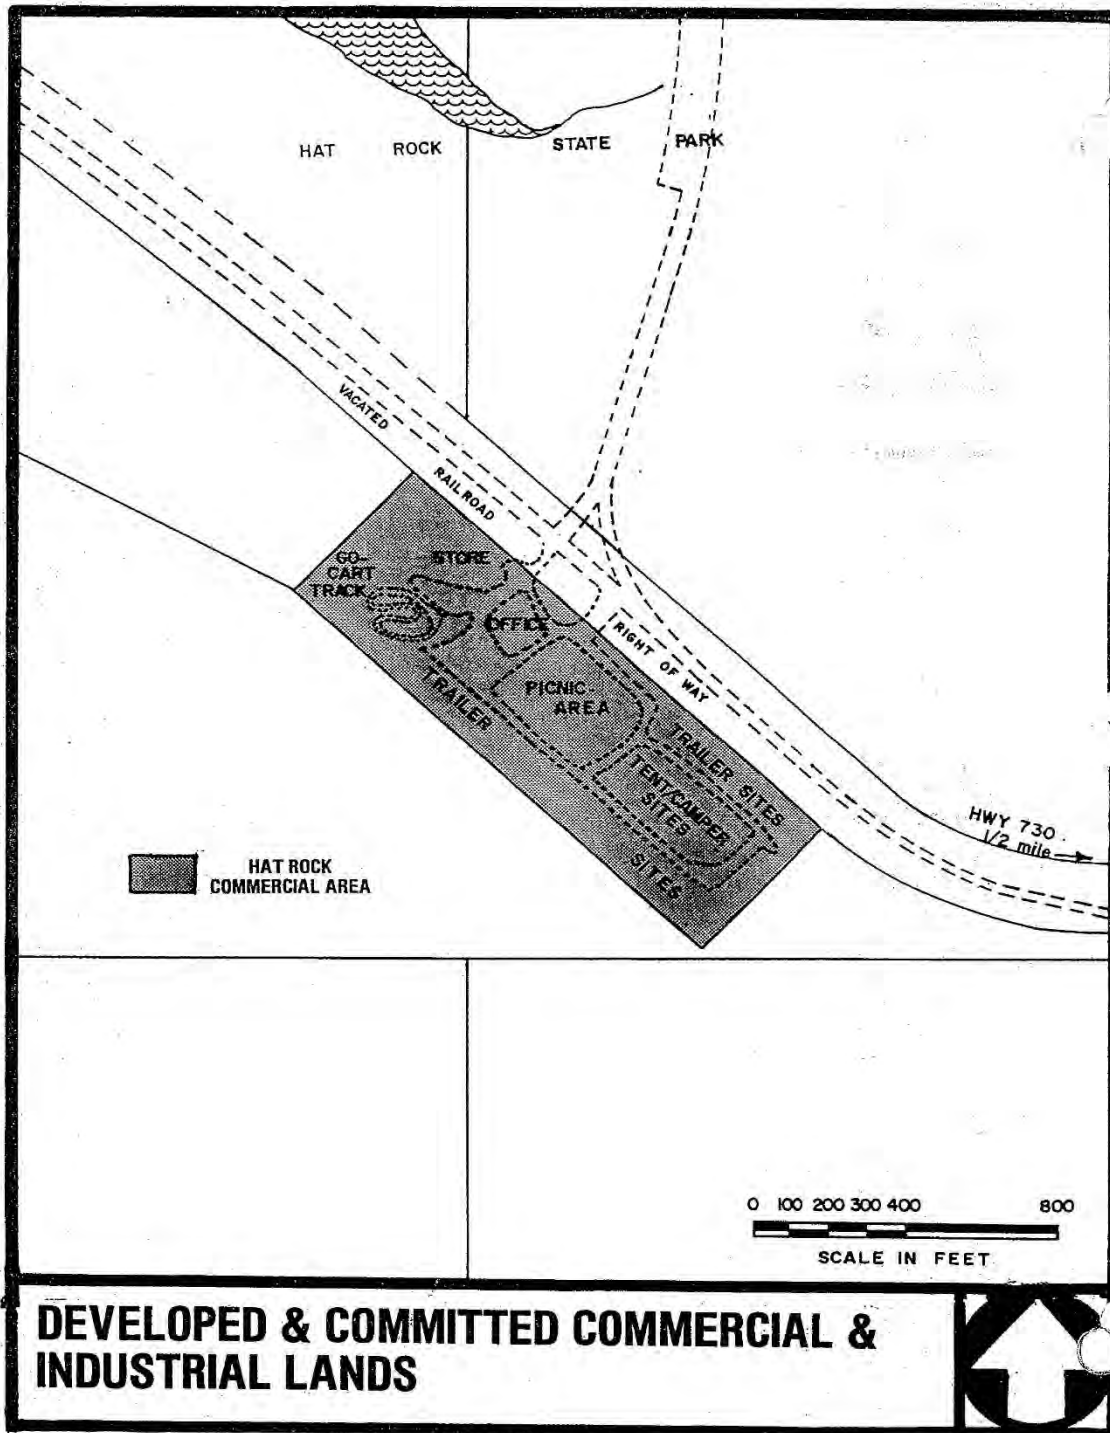 HAT ROCK STATE PARK
VACATED
RAILROAD
RIGHT OF WAY
GO-
CART
TRACK
STORE
OFFICE
PICNIC-
AREA
TRAILER
SITES
TRAILER SITES
TENT/CAMPER
SITES
HWY 730
1/2 mile
HAT ROCK
COMMERCIAL AREA
0 100 200 300 400 800
SCALE IN FEET
DEVELOPED & COMMITTED COMMERCIAL &
INDUSTRIAL LANDS